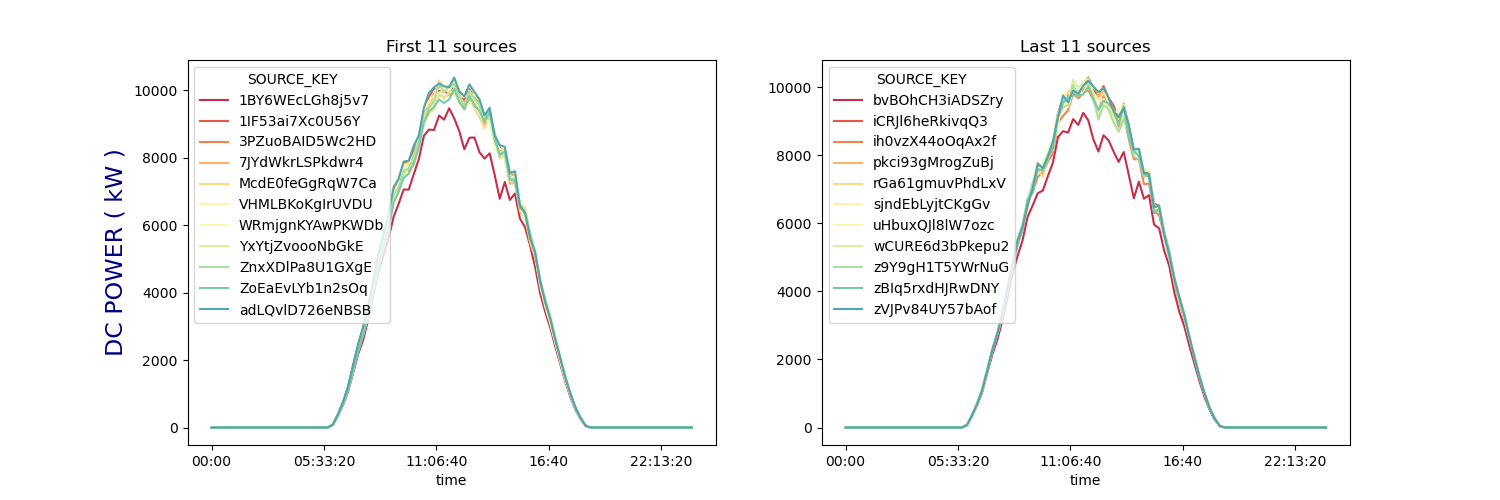 First 11 sources
DC POWER ( kW )
10000
8000
6000
4000
2000
0
SOURCE_KEY
1BY6WEcLGh8j5v7
1IF53ai7Xc0U56Y
3PZuoBAID5Wc2HD
7JYdWkrLSPkdwr4
McdE0feGgRqW7Ca
VHMLBKoKgIrUVDU
WRmjgnKYAwPKWDb
YxYtjZvoooNbGkE
ZnxXDlPa8U1GXgE
ZoEaEvLYb1n2sOq
adLQvlD726eNBSB
00:00 05:33:20 11:06:40 16:40 22:13:20
time
Last 11 sources
10000
8000
6000
4000
2000
0
SOURCE_KEY
bvBOhCH3iADSZry
iCRJl6heRkivqQ3
ih0vzX44oOqAx2f
pkci93gMrogZuBj
rGa61gmuvPhdLxV
sjndEbLyjtCKgGv
uHbuxQJl8lW7ozc
wCURE6d3bPkepu2
z9Y9gH1T5YWrNuG
zBIq5rxdHJRwDNY
zVJPv84UY57bAof
00:00 05:33:20 11:06:40 16:40 22:13:20
time